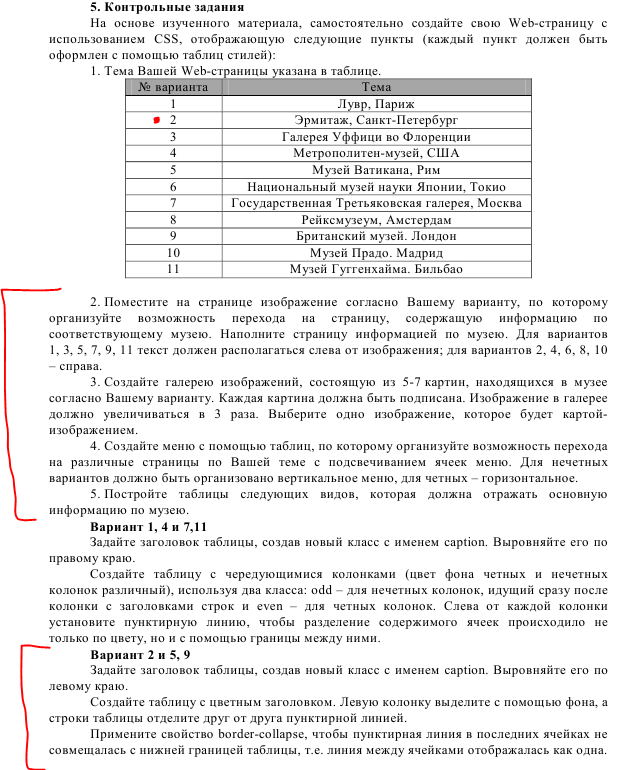 5. Контрольные задания
На основе изученного материала, самостоятельно создайте свою Web-страницу с
использованием CSS, отображающую следующие пункты (каждый пункт должен быть
оформлен с помощью таблиц стилей):
1. Тема Вашей Web-страницы указана в таблице.
№ варианта Тема
1 Лувр, Париж
2 Эрмитаж, Санкт-Петербург
3 Галерея Уффици во Флоренции
4 Метрополитен-музей, США
5 Музей Ватикана, Рим
6 Национальный музей науки Японии, Токио
7 Государственная Третьяковская галерея, Москва
8 Рейксмузеум, Амстердам
9 Британский музей. Лондон
10 Музей Прадо. Мадрид
11 Музей Гуггенхайма. Бильбао
2. Поместите на странице изображение согласно Вашему варианту, по которому
организуйте возможность перехода на страницу, содержащую информацию по
соответствующему музею. Наполните страницу информацией по музею. Для вариантов
1, 3, 5, 7, 9, 11 текст должен располагаться слева от изображения; для вариантов 2, 4, 6, 8, 10
– справа.
3. Создайте галерею изображений, состоящую из 5-7 картин, находящихся в музее
согласно Вашему варианту. Каждая картина должна быть подписана. Изображение в галерее
должно увеличиваться в 3 раза. Выберите одно изображение, которое будет картой-
изображением.
4. Создайте меню с помощью таблиц, по которому организуйте возможность перехода
на различные страницы по Вашей теме с подсвечиванием ячеек меню. Для нечетных
вариантов должно быть организовано вертикальное меню, для четных – горизонтальное.
5. Постройте таблицы следующих видов, которая должна отражать основную
информацию по музею.
Вариант 1, 4 и 7,11
Задайте заголовок таблицы, создав новый класс с именем caption. Выровняйте его по
правому краю.
Создайте таблицу с чередующимися колонками (цвет фона четных и нечетных
колонок различный), используя два класса: odd – для нечетных колонок, идущий сразу после
колонки с заголовками строк и even – для четных колонок. Слева от каждой колонки
установите пунктирную линию, чтобы разделение содержимого ячеек происходило не
только по цвету, но и с помощью границы между ними.
Вариант 2 и 5, 9
Задайте заголовок таблицы, создав новый класс с именем caption. Выровняйте его по
левому краю.
Создайте таблицу с цветным заголовком. Левую колонку выделите с помощью фона, а
строки таблицы отделите друг от друга пунктирной линией.
Примените свойство border-collapse, чтобы пунктирная линия в последних ячейках не
совмещалась с нижней границей таблицы, т.е. линия между ячейками отображалась как одна.